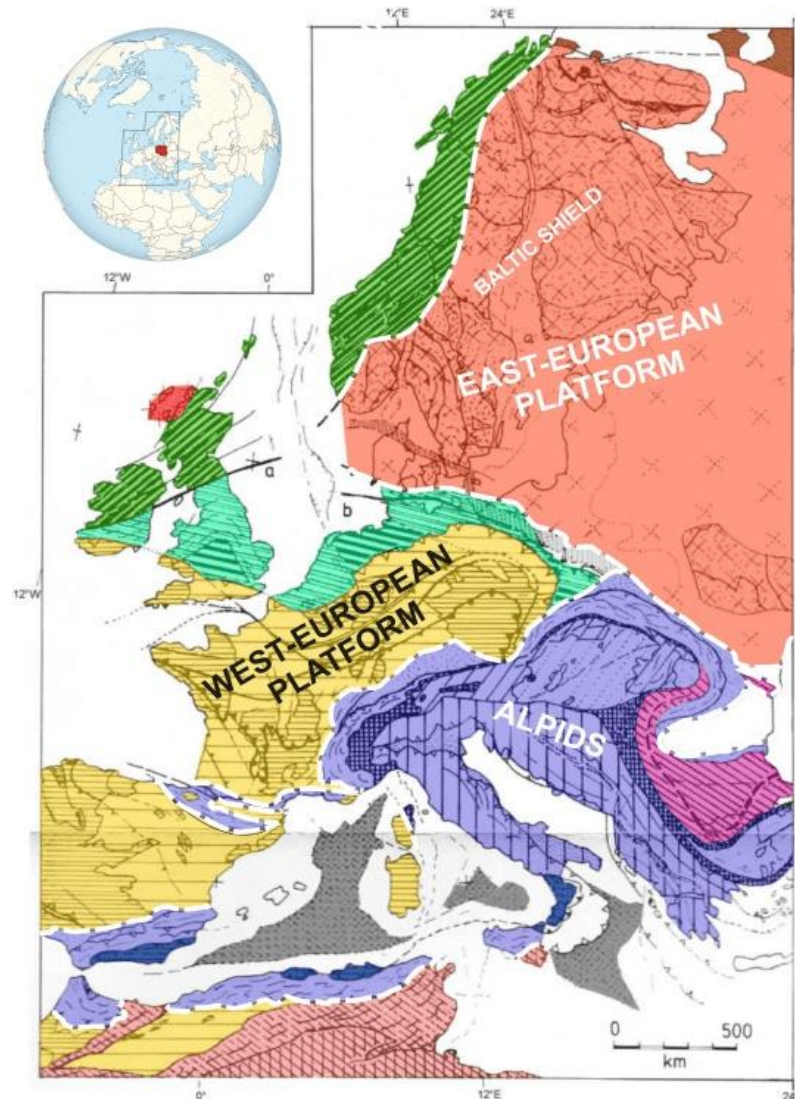 12°E 24°E
12°W 0°
BALTIC SHIELD
EAST-EUROPEAN
PLATFORM
a
a
b
12°W
WEST-EUROPEAN
PLATFORM
ALPIDS
0 500
km
0° 12°E 24